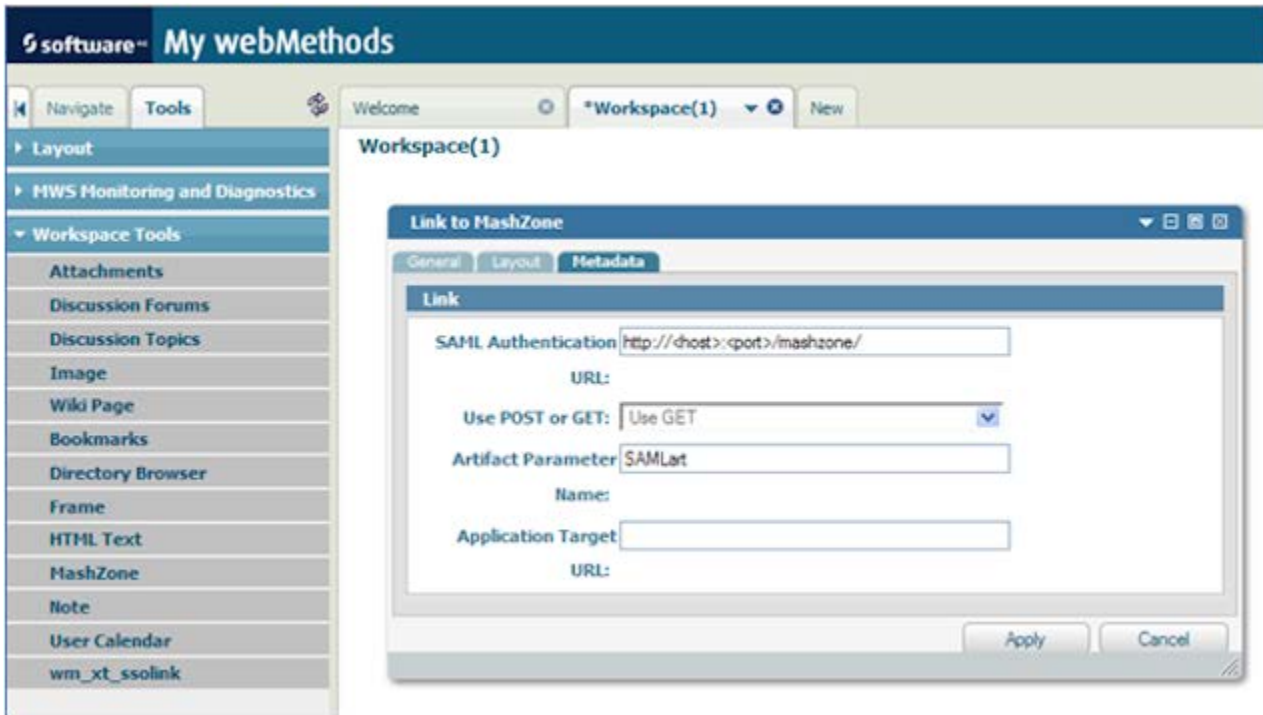 software My webMethods
Navigate Tools Welcome *Workspace(1) New
Layout
MWS Monitoring and Diagnostics
Workspace Tools
Attachments
Discussion Forums
Discussion Topics
Image
Wiki Page
Bookmarks
Directory Browser
Frame
HTML Text
MashZone
Note
User Calendar
wm_xt_ssolink
Workspace(1)
Link to MashZone
General Layout Metadata
Link
SAML Authentication http://<host>:<port>/mashzone/
URL:
Use POST or GET: Use GET
Artifact Parameter SAMLart
Name:
Application Target
URL:
Apply Cancel